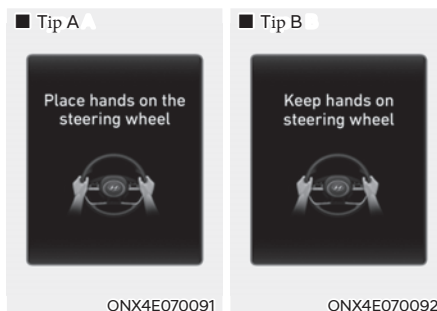 ■ Tip A
■ Tip B
Place hands on the
steering wheel
Keep hands on
steering wheel
ONX4E070091
ONX4E070092